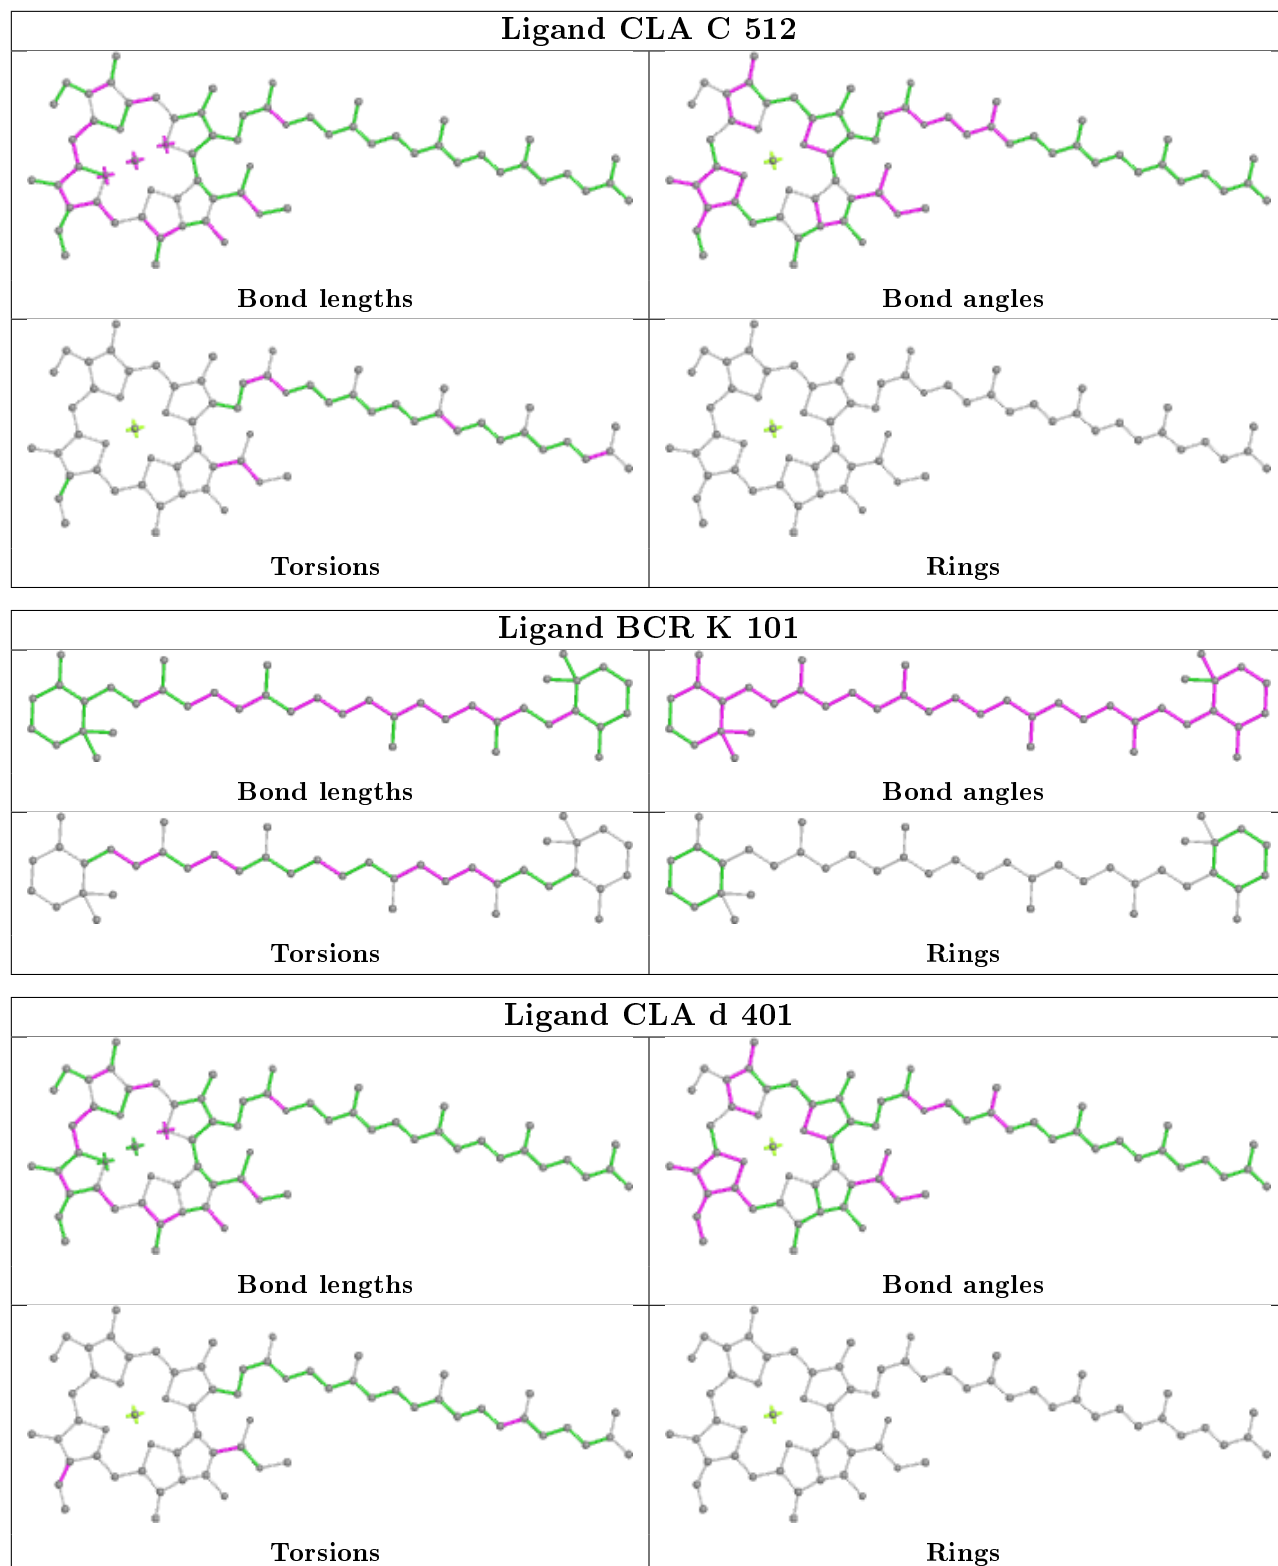 Ligand CLA C 512
Bond lengths
Bond angles
Torsions
Rings
Ligand BCR K 101
Bond lengths
Bond angles
Torsions
Rings
Ligand CLA d 401
Bond lengths
Bond angles
Torsions
Rings